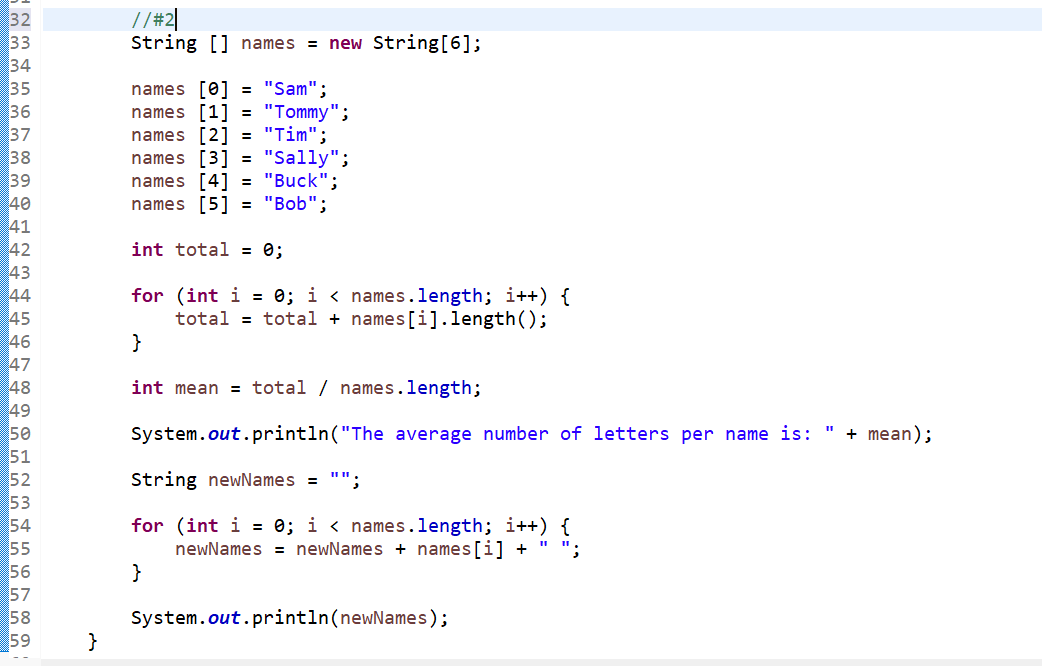 32 //#2
33 String [] names = new String[6];
34
35 names [0] = "Sam";
36 names [1] = "Tommy";
37 names [2] = "Tim";
38 names [3] = "Sally";
39 names [4] = "Buck";
40 names [5] = "Bob";
41
42 int total = 0;
43
44 for (int i = 0; i < names.length; i++) {
45 total = total + names[i].length();
46 }
47
48 int mean = total / names.length;
49
50 System.out.println("The average number of letters per name is: " + mean);
51
52 String newNames = "";
53
54 for (int i = 0; i < names.length; i++) {
55 newNames = newNames + names[i] + " ";
56 }
57
58 System.out.println(newNames);
59 }